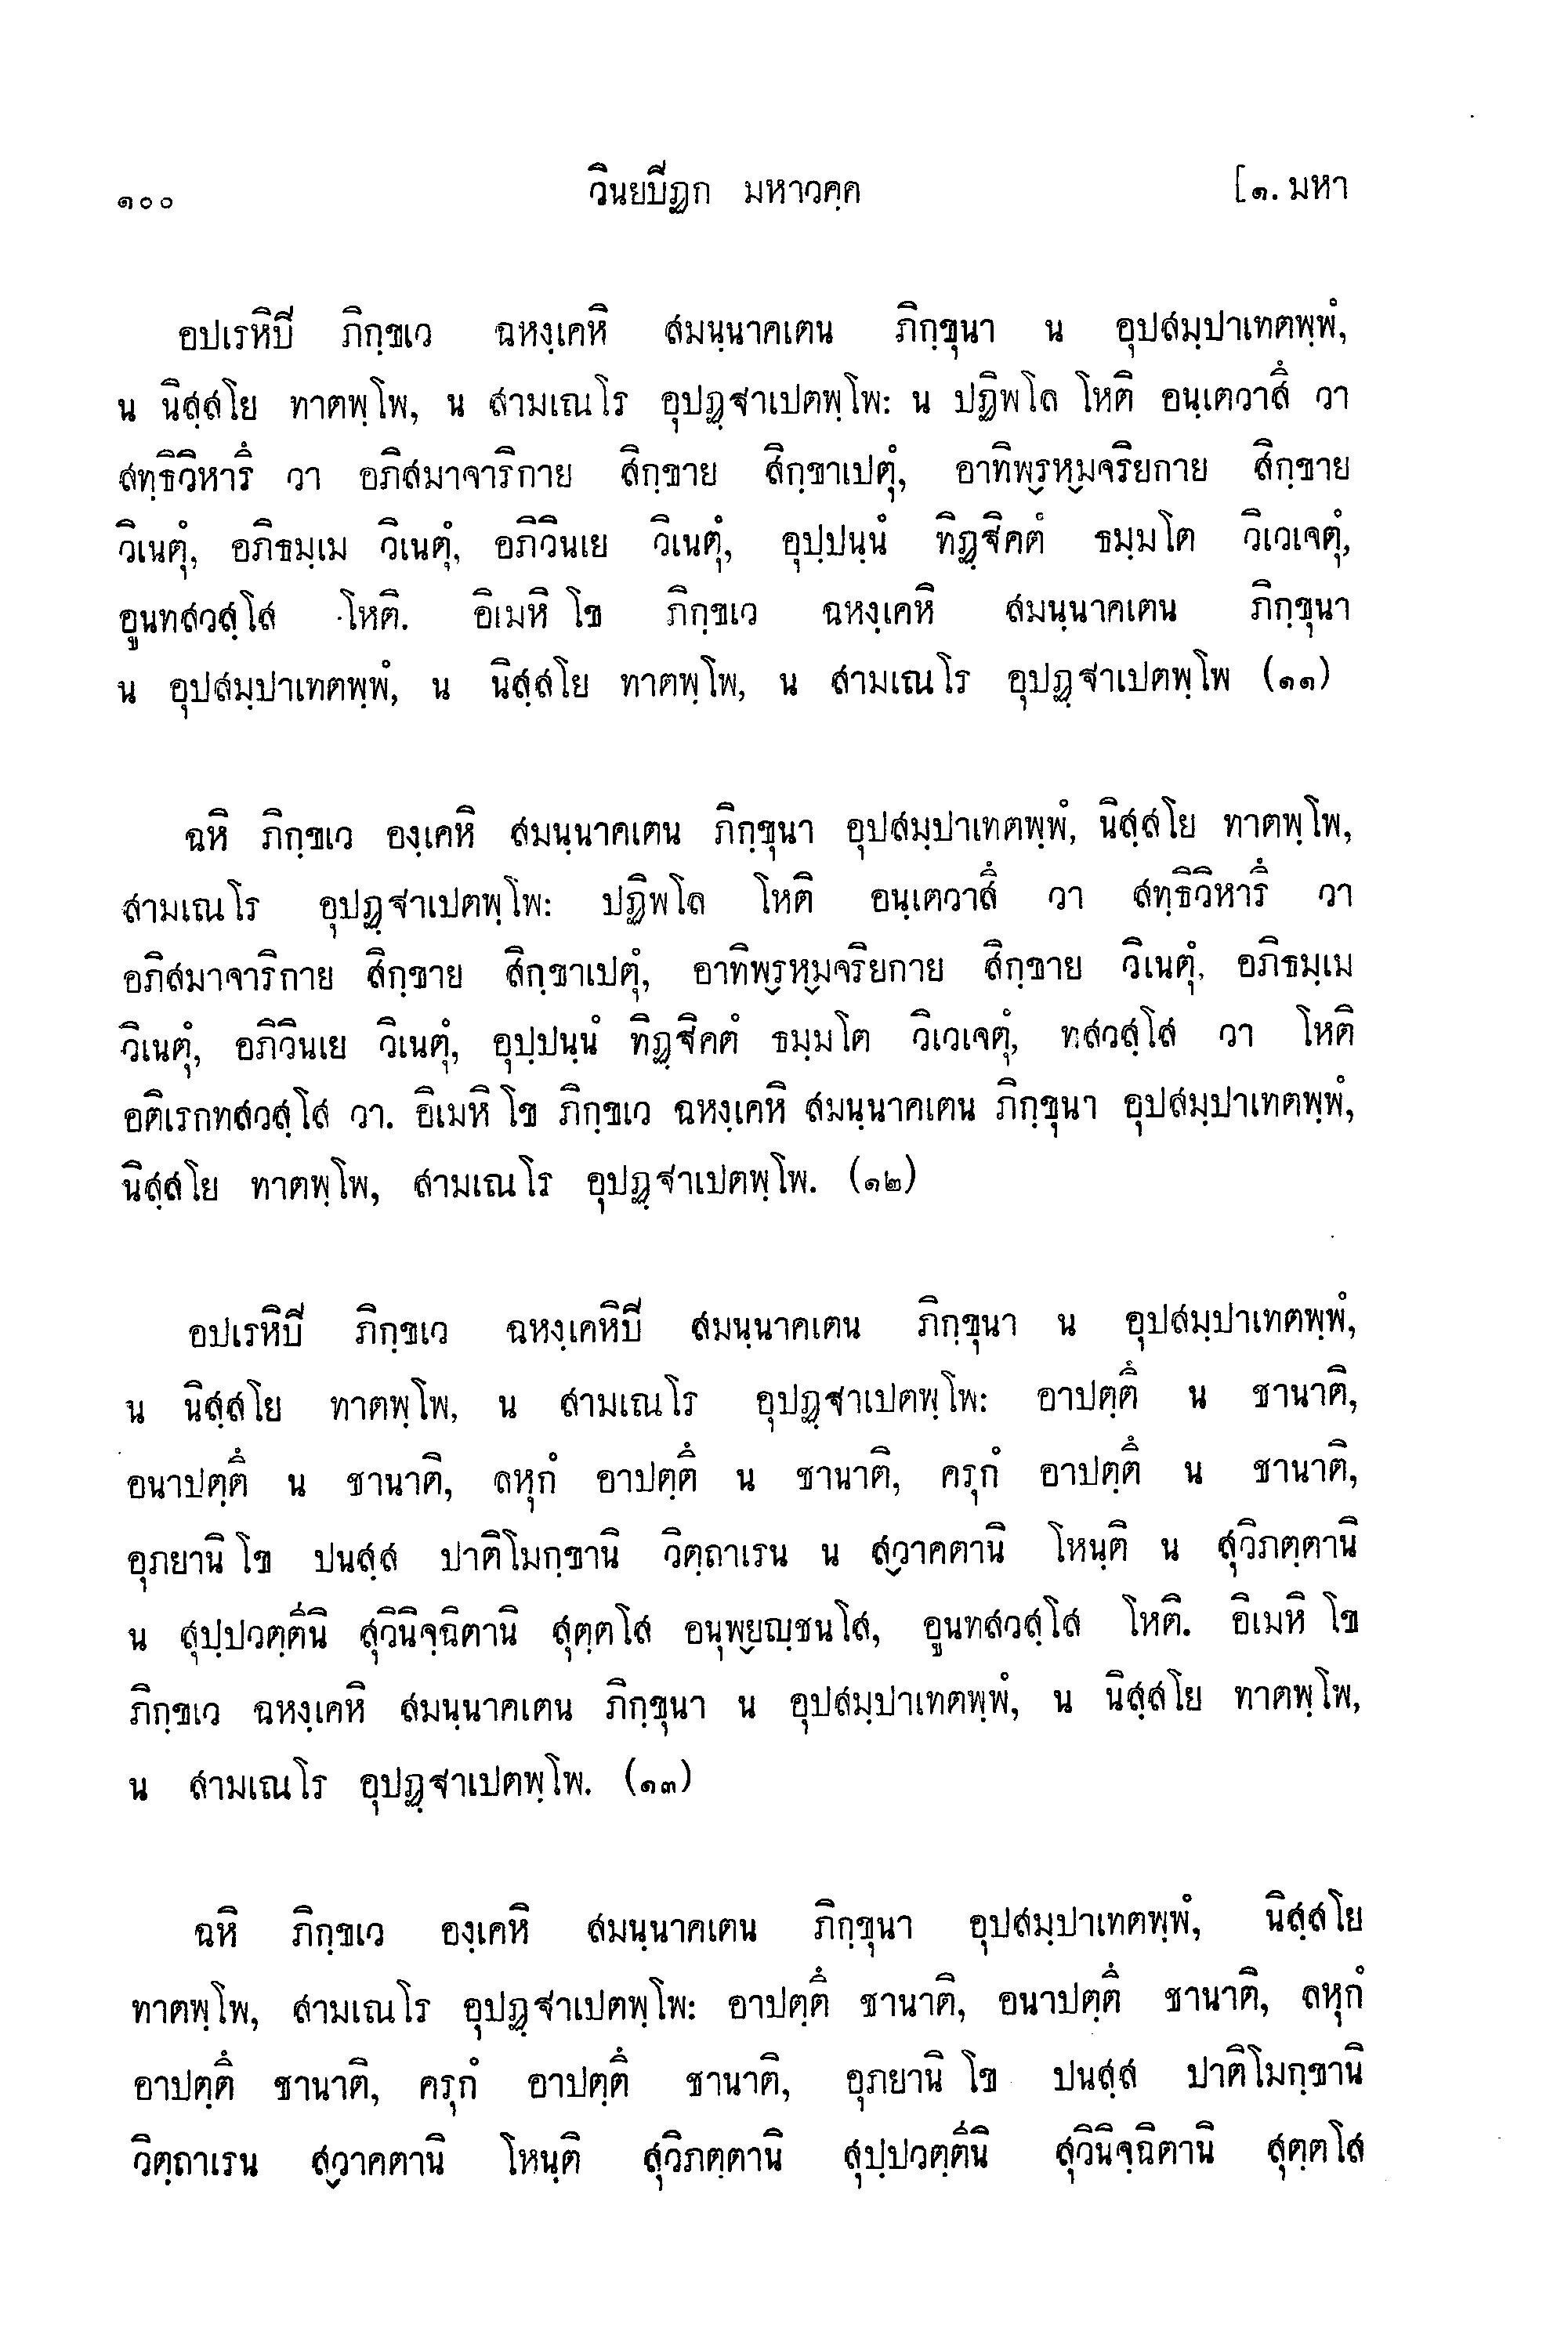 ๑๐๐ วินยปิฏก มหาวคฺค [๑. มหา
อปเรหิปิ ภิกฺขเว ฉหงฺเคหิ สมนฺนาคเตน ภิกฺขุนา น อุปสมฺปาเทตพฺพํ,
น นิสฺสโย ทาตพฺโพ, น สามเณโร อุปฏฺฐาเปตพฺโพ: น ปฏิพโล โหติ อนฺเตวาสึ วา
สทฺธิวิหารึ วา อภิสมาจาริกาย สิกฺขาย สิกฺขาเปตุํ, อาทิพฺรหฺมจริยกาย สิกฺขาย
วิเนตุํ, อภิธมฺเม วิเนตุํ, อภิวินเย วิเนตุํ, อุปฺปนฺนํ ทิฏฺฐิคตํ ธมฺมโต วิเวเจตุํ,
อูนทสวสฺโส โหติ. อิเมหิ โข ภิกฺขเว ฉหงฺเคหิ สมนฺนาคเตน ภิกฺขุนา
น อุปสมฺปาเทตพฺพํ, น นิสฺสโย ทาตพฺโพ, น สามเณโร อุปฏฺฐาเปตพฺโพ (๑๑)
ฉหิ ภิกฺขเว องฺเคหิ สมนฺนาคเตน ภิกฺขุนา อุปสมฺปาเทตพฺพํ, นิสฺสโย ทาตพฺโพ,
สามเณโร อุปฏฺฐาเปตพฺโพ: ปฏิพโล โหติ อนฺเตวาสึ วา สทฺธิวิหารึ วา
อภิสมาจาริกาย สิกฺขาย สิกฺขาเปตุํ, อาทิพฺรหฺมจริยกาย สิกฺขาย วิเนตุํ, อภิธมฺเม
วิเนตุํ, อภิวินเย วิเนตุํ, อุปฺปนฺนํ ทิฏฺฐิคตํ ธมฺมโต วิเวเจตุํ, ทสวสฺโส วา โหติ
อติเรกทสวสฺโส วา. อิเมหิ โข ภิกฺขเว ฉหงฺเคหิ สมนฺนาคเตน ภิกฺขุนา อุปสมฺปาเทตพฺพํ,
นิสฺสโย ทาตพฺโพ, สามเณโร อุปฏฺฐาเปตพฺโพ. (๑๒)
อปเรหิปิ ภิกฺขเว ฉหงฺเคหิปิ สมนฺนาคเตน ภิกฺขุนา น อุปสมฺปาเทตพฺพํ,
น นิสฺสโย ทาตพฺโพ, น สามเณโร อุปฏฺฐาเปตพฺโพ: อาปตฺตึ น ชานาติ,
อนาปตฺตึ น ชานาติ, ลหุกํ อาปตฺตึ น ชานาติ, ครุกํ อาปตฺตึ น ชานาติ,
อุภยานิ โข ปนสฺส ปาติโมกฺขานิ วิตฺถาเรน น สฺวาคตานิ โหนฺติ น สุวิภตฺตานิ
น สุปฺปวตฺตีนิ สุวินิจฺฉิตานิ สุตฺตโส อนุพฺยญฺชนโส, อูนทสวสฺโส โหติ. อิเมหิ โข
ภิกฺขเว ฉหงฺเคหิ สมนฺนาคเตน ภิกฺขุนา น อุปสมฺปาเทตพฺพํ, น นิสฺสโย ทาตพฺโพ,
น สามเณโร อุปฏฺฐาเปตพฺโพ. (๑๓)
ฉหิ ภิกฺขเว องฺเคหิ สมนฺนาคเตน ภิกฺขุนา อุปสมฺปาเทตพฺพํ, นิสฺสโย
ทาตพฺโพ, สามเณโร อุปฏฺฐาเปตพฺโพ: อาปตฺตึ ชานาติ, อนาปตฺตึ ชานาติ, ลหุกํ
อาปตฺตึ ชานาติ, ครุกํ อาปตฺตึ ชานาติ, อุภยานิ โข ปนสฺส ปาติโมกฺขานิ
วิตฺถาเรน สฺวาคตานิ โหนฺติ สุวิภตฺตานิ สุปฺปวตฺตีนิ สุวินิจฺฉิตานิ สุตฺตโส